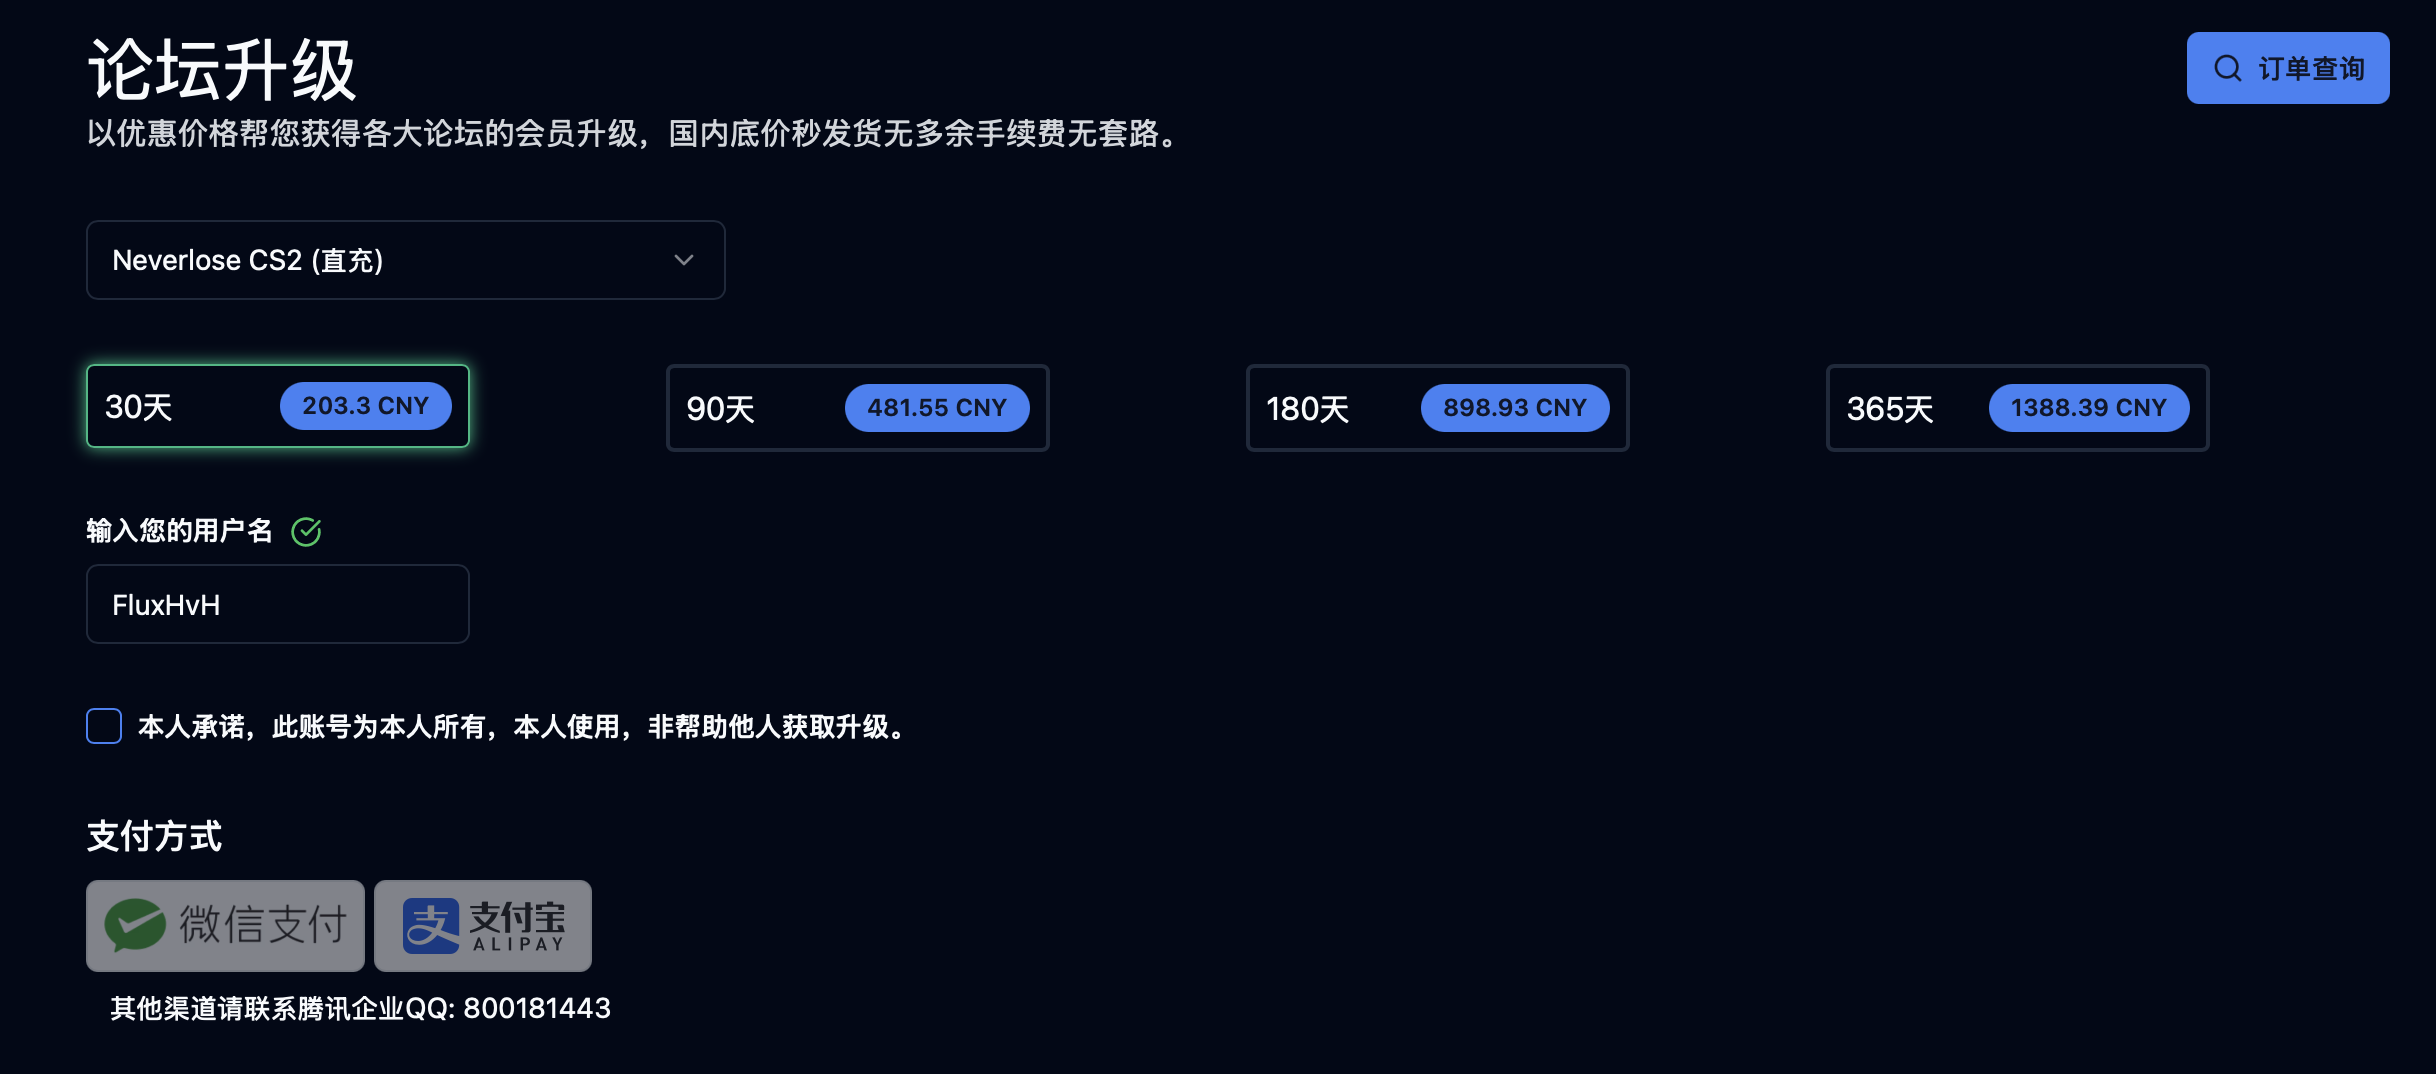 论坛升级
订单查询
以优惠价格帮您获得各大论坛的会员升级，国内底价秒发货无多余手续费无套路。
Neverlose CS2 (直充)
30天 203.3 CNY
90天 481.55 CNY
180天 898.93 CNY
365天 1388.39 CNY
输入您的用户名
FluxHvH
本人承诺，此账号为本人所有，本人使用，非帮助他人获取升级。
支付方式
微信支付
支 支付宝
ALIPAY
其他渠道请联系腾讯企业QQ: 800181443